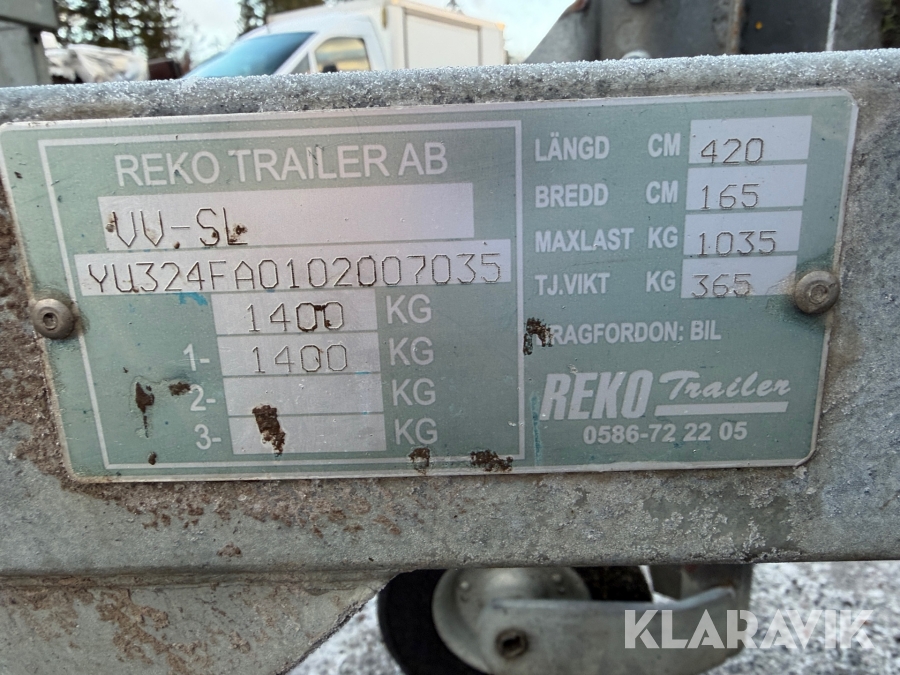 REKO TRAILER AB
VV-SL
YU324FA0102007035
1400 KG
1- 1400 KG
2- KG
3- KG
LÄNGD CM 420
BREDD CM 165
MAXLAST KG 1035
TJ.VIKT KG 365
DRAGFORDON: BIL
REKO Trailer
0586-72 22 05
KLARAVIK